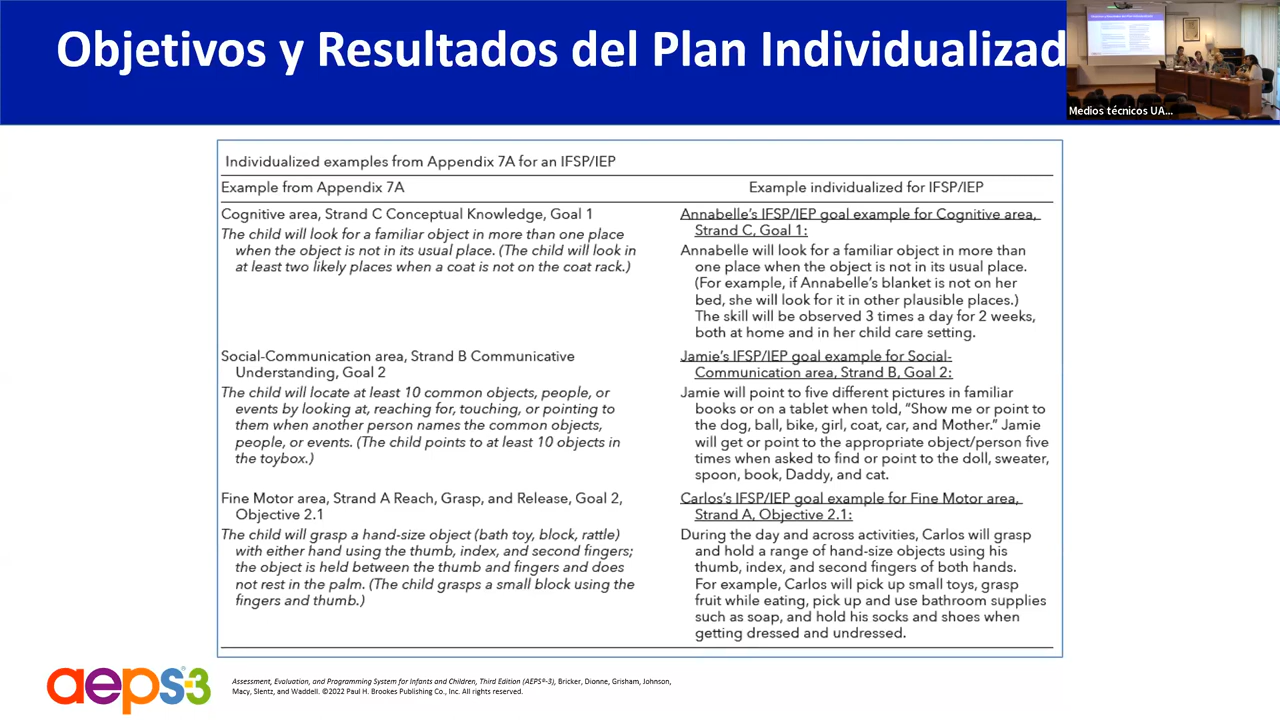 Objetivos y Resultados del Plan Individualizad
Medios técnicos UA...
Individualized examples from Appendix 7A for an IFSP/IEP
Example from Appendix 7A
Example individualized for IFSP/IEP
Cognitive area, Strand C Conceptual Knowledge, Goal 1
The child will look for a familiar object in more than one place
when the object is not in its usual place. (The child will look in
at least two likely places when a coat is not on the coat rack.)
Annabelle's IFSP/IEP goal example for Cognitive area,
Strand C, Goal 1:
Annabelle will look for a familiar object in more than
one place when the object is not in its usual place.
(For example, if Annabelle's blanket is not on her
bed, she will look for it in other plausible places.)
The skill will be observed 3 times a day for 2 weeks,
both at home and in her child care setting.
Social-Communication area, Strand B Communicative
Understanding, Goal 2
The child will locate at least 10 common objects, people, or
events by looking at, reaching for, touching, or pointing to
them when another person names the common objects,
people, or events. (The child points to at least 10 objects in
the toybox.)
Jamie's IFSP/IEP goal example for Social-
Communication area, Strand B, Goal 2:
Jamie will point to five different pictures in familiar
books or on a tablet when told, "Show me or point to
the dog, ball, bike, girl, coat, car, and Mother." Jamie
will get or point to the appropriate object/person five
times when asked to find or point to the doll, sweater,
spoon, book, Daddy, and cat.
Fine Motor area, Strand A Reach, Grasp, and Release, Goal 2,
Objective 2.1
The child will grasp a hand-size object (bath toy, block, rattle)
with either hand using the thumb, index, and second fingers;
the object is held between the thumb and fingers and does
not rest in the palm. (The child grasps a small block using the
fingers and thumb.)
Carlos's IFSP/IEP goal example for Fine Motor area,
Strand A, Objective 2.1:
During the day and across activities, Carlos will grasp
and hold a range of hand-size objects using his
thumb, index, and second fingers of both hands.
For example, Carlos will pick up small toys, grasp
fruit while eating, pick up and use bathroom supplies
such as soap, and hold his socks and shoes when
getting dressed and undressed.
aeps®-3
Assessment, Evaluation, and Programming System for Infants and Children, Third Edition (AEPS®-3), Bricker, Dionne, Grisham, Johnson,
Macy, Slentz, and Waddell. ©2022 Paul H. Brookes Publishing Co., Inc. All rights reserved.